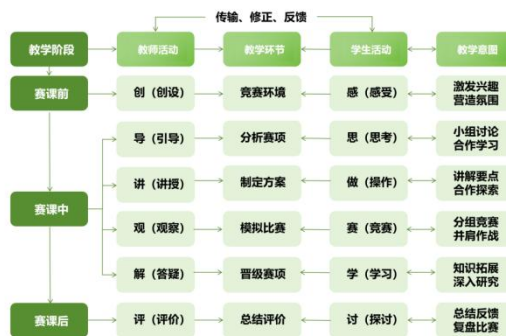 传输、修正、反馈
教学阶段
教师活动
教学环节
学生活动
教学意图
赛课前
创（创设）
竞赛环境
感（感受）
激发兴趣
营造氛围
导（引导）
分析赛项
思（思考）
小组讨论
合作学习
赛课中
讲（讲授）
制定方案
做（操作）
讲解要点
合作探索
观（观察）
模拟比赛
赛（竞赛）
分组竞赛
并肩作战
解（答疑）
晋级赛项
学（学习）
知识拓展
深入研究
赛课后
评（评价）
总结评价
讨（探讨）
总结反馈
复盘比赛